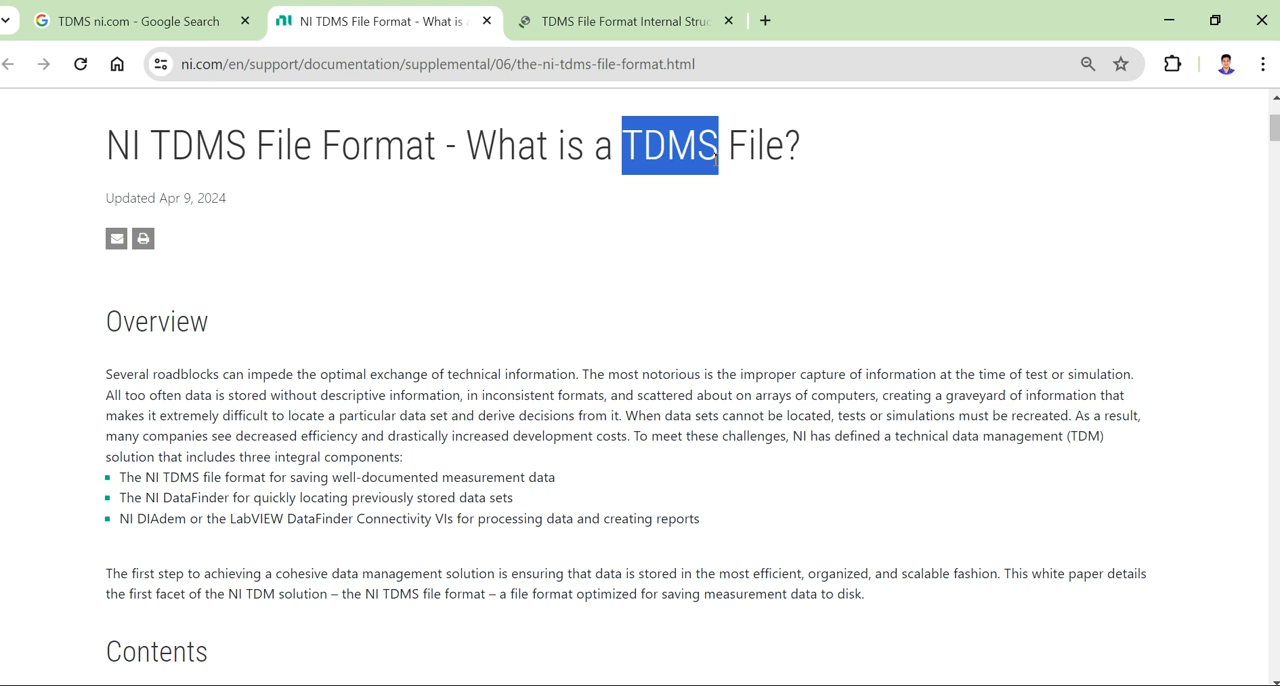 TDMS ni.com - Google Search
NI TDMS File Format - What is
TDMS File Format Internal Struc
ni.com/en/support/documentation/supplemental/06/the-ni-tdms-file-format.html
NI TDMS File Format - What is a TDMS File?
Updated Apr 9, 2024
Overview
Several roadblocks can impede the optimal exchange of technical information. The most notorious is the improper capture of information at the time of test or simulation.
All too often data is stored without descriptive information, in inconsistent formats, and scattered about on arrays of computers, creating a graveyard of information that
makes it extremely difficult to locate a particular data set and derive decisions from it. When data sets cannot be located, tests or simulations must be recreated. As a result,
many companies see decreased efficiency and drastically increased development costs. To meet these challenges, NI has defined a technical data management (TDM)
solution that includes three integral components:
The NI TDMS file format for saving well-documented measurement data
The NI DataFinder for quickly locating previously stored data sets
NI DIAdem or the LabVIEW DataFinder Connectivity VIs for processing data and creating reports
The first step to achieving a cohesive data management solution is ensuring that data is stored in the most efficient, organized, and scalable fashion. This white paper details
the first facet of the NI TDM solution – the NI TDMS file format – a file format optimized for saving measurement data to disk.
Contents